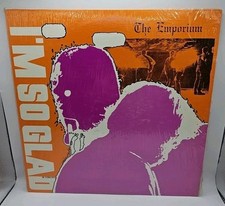 I'M SO GLAD
The Emporium